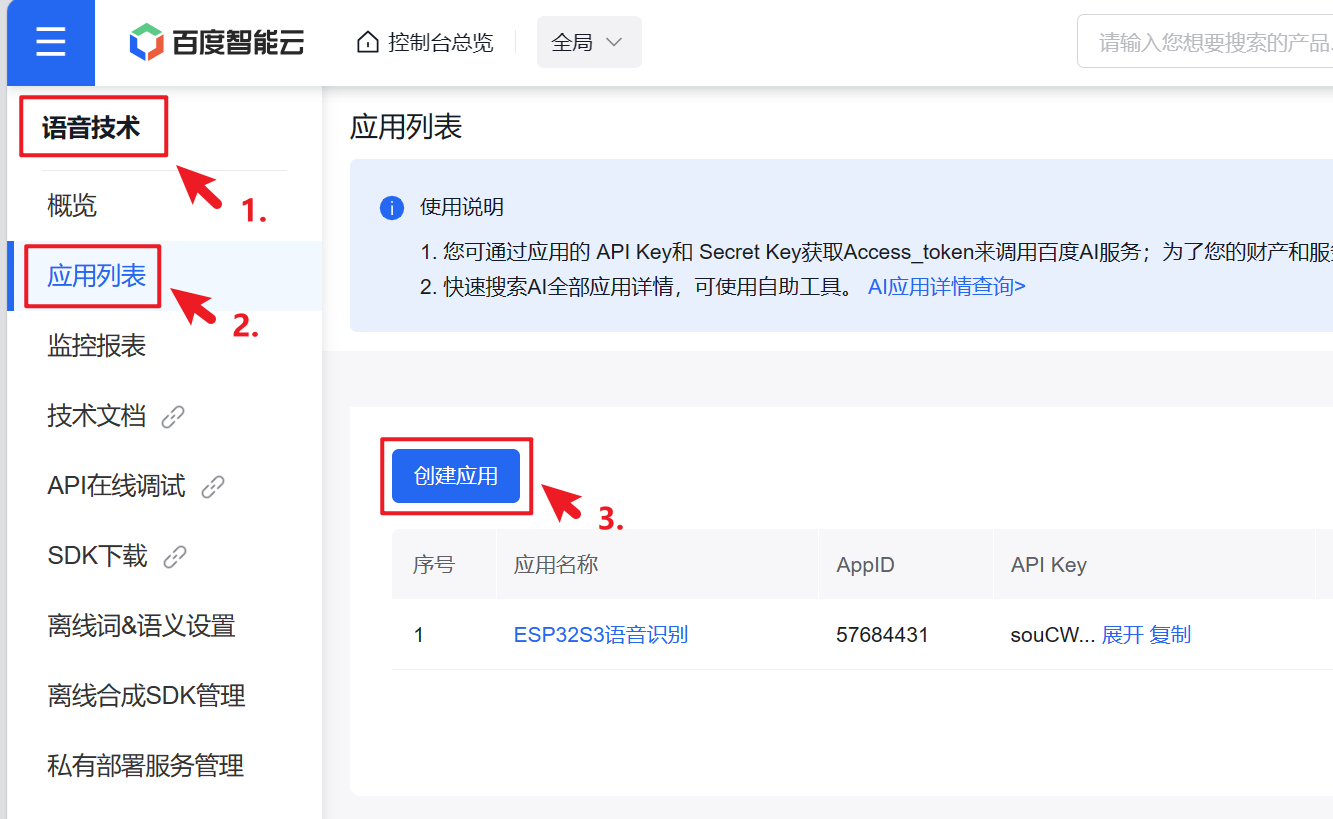 百度智能云
控制台总览
全局
请输入您想要搜索的产品
语音技术
1.
概览
应用列表
2.
监控报表
技术文档
API在线调试
SDK下载
离线词&语义设置
离线合成SDK管理
私有部署服务管理
应用列表
使用说明
1. 您可通过应用的 API Key和 Secret Key获取Access_token来调用百度AI服务；为了您的财产和服
2. 快速搜索AI全部应用详情，可使用自助工具。 AI应用详情查询>
创建应用
3.
序号 应用名称 AppID API Key
1 ESP32S3语音识别 57684431 souCW... 展开 复制